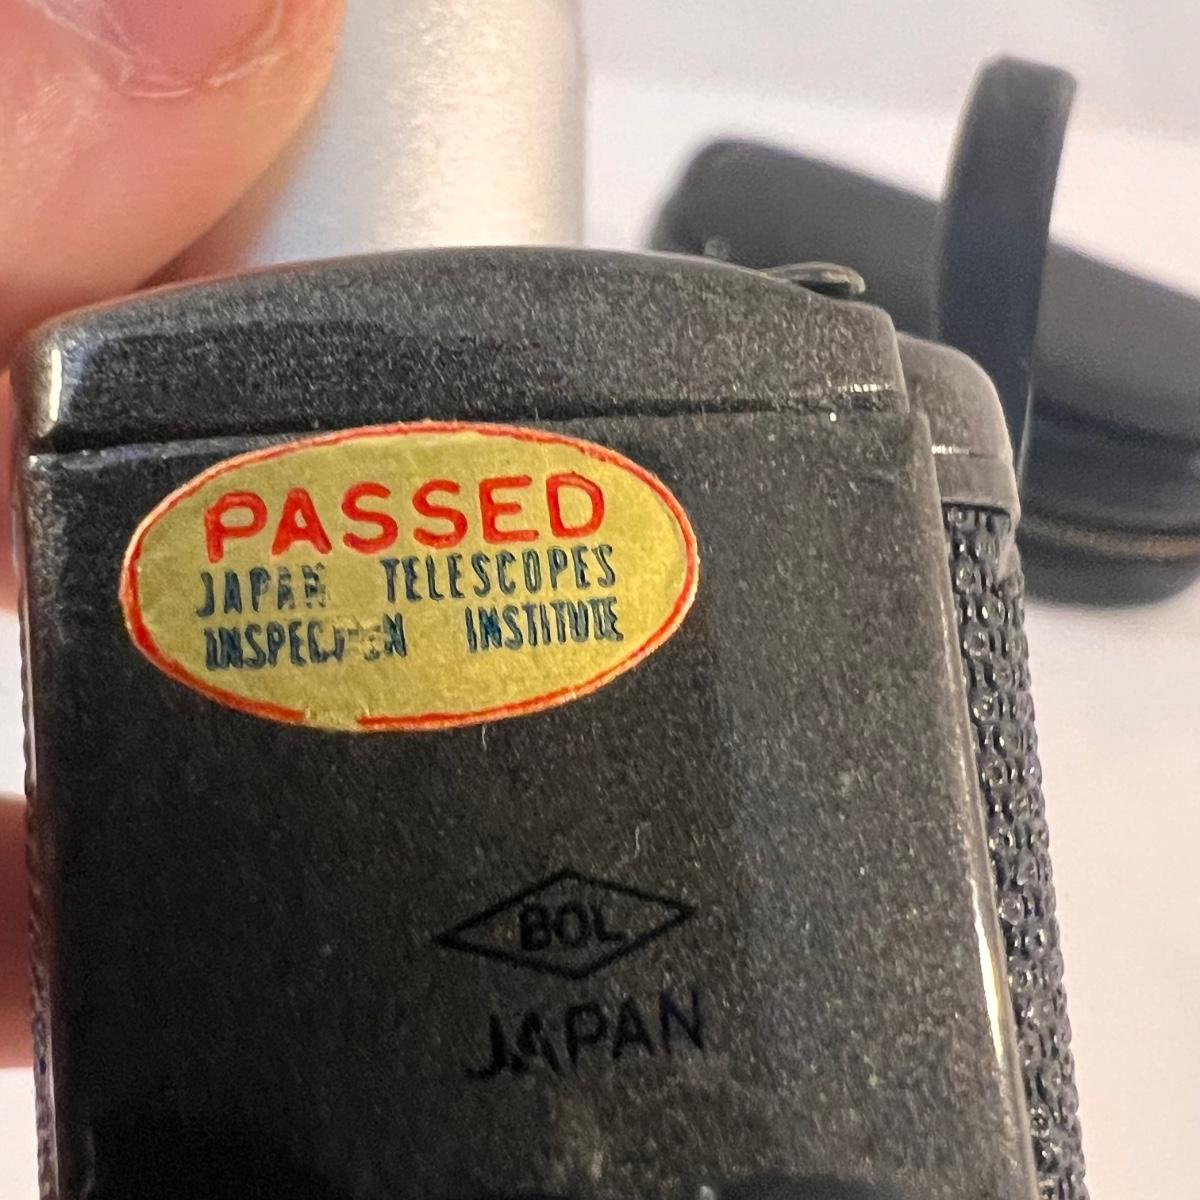 PASSED
JAPAN TELESCOPES
INSPECTION INSTITUTE
BOL
JAPAN